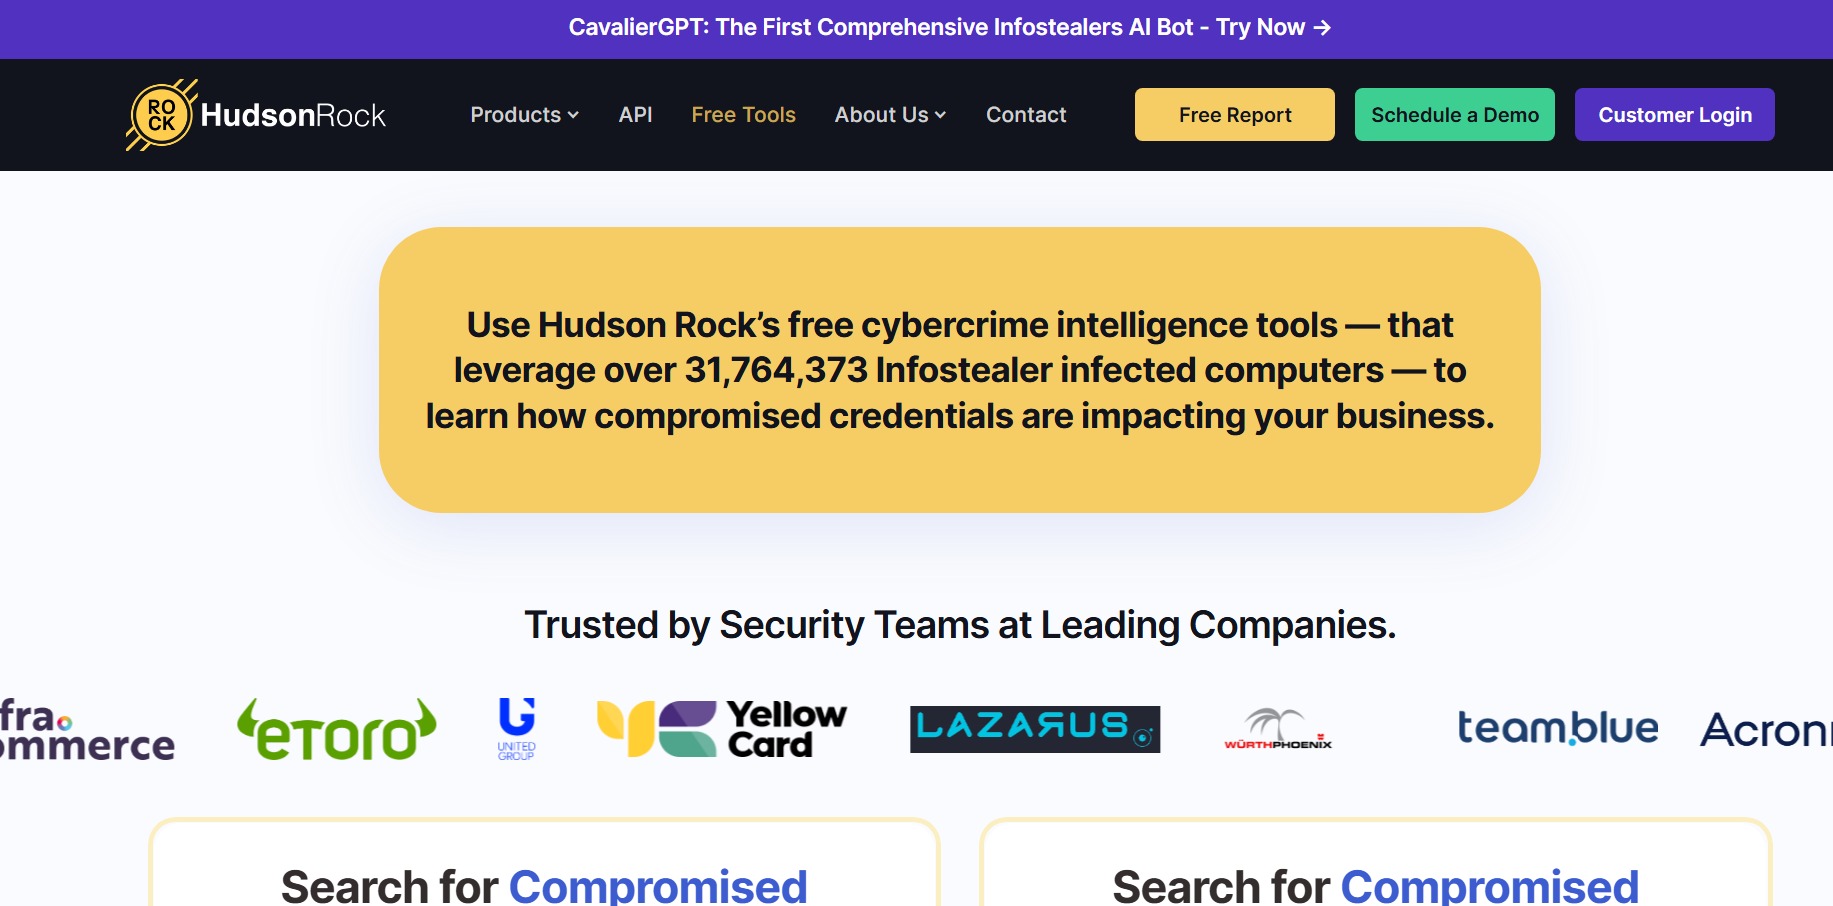 CavalierGPT: The First Comprehensive Infostealers AI Bot - Try Now →
RO
CK
HudsonRock
Products
API
Free Tools
About Us
Contact
Free Report
Schedule a Demo
Customer Login
Use Hudson Rock’s free cybercrime intelligence tools — that
leverage over 31,764,373 Infostealer infected computers — to
learn how compromised credentials are impacting your business.
Trusted by Security Teams at Leading Companies.
fra.
ommerce
eToro
UNITED
GROUP
Yellow
Card
LAZARUS
WÜRTHPHOENIX
team.blue
Acron
Search for Compromised
Search for Compromised